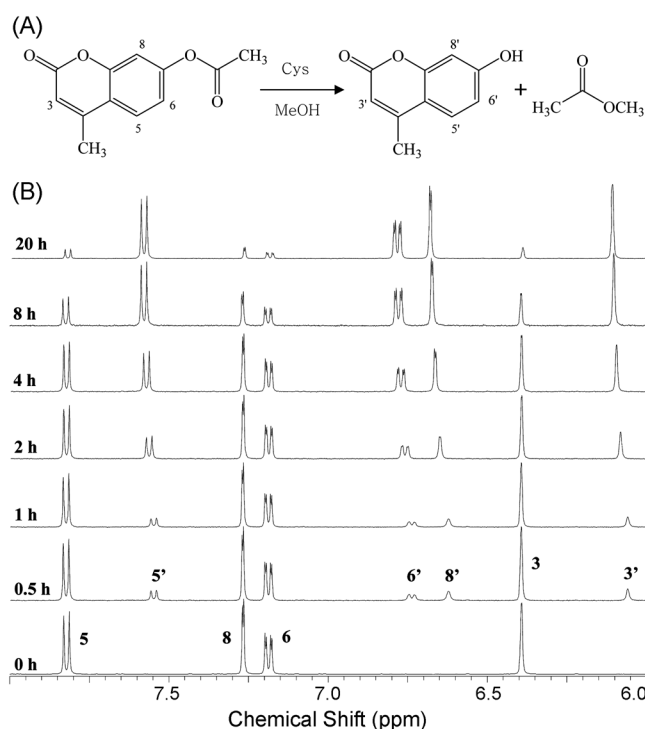 (A)
O O 8 O CH3
3 6 O
5
CH3
Cys
MeOH
O O 8' OH
3' 6'
5'
CH3
+
O
H3C OCH3
(B)
20 h
8 h
4 h
2 h
1 h
0.5 h 5' 6' 8' 3 3'
0 h 5 8 6
7.5 7.0 6.5 6.0
Chemical Shift (ppm)